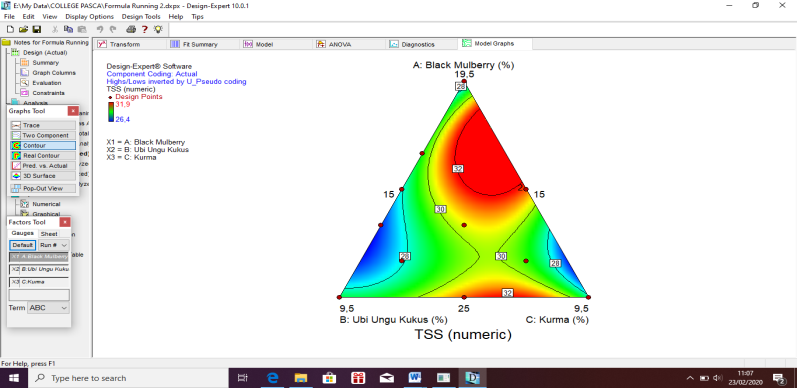 E:\My Data\COLLEGE PASCA\Formula Running 2.dxpx - Design-Expert 10.0.1
File Edit View Display Options Design Tools Help Tips
Notes for Formula Running
Design (Actual)
Summary
Graph Columns
Evaluation
Constraints
Analysis
Graphs Tool
Trace
Two Component
Contour
Real Contour
Pred. vs. Actual
3D Surface
Pop-Out View
Numerical
Graphical
Factors Tool
Gauges Sheet
Default Run #
X1 A:Black Mulberry
X2 B:Ubi Ungu Kuku
X3 C:Kurma
Term ABC
Transform Fit Summary Model ANOVA Diagnostics Model Graphs
Design-Expert® Software
Component Coding: Actual
Highs/Lows inverted by U_Pseudo coding
TSS (numeric)
Design Points
31,9
26,4
X1 = A: Black Mulberry
X2 = B: Ubi Ungu Kukus
X3 = C: Kurma
A: Black Mulberry (%)
19,5
28
32
15 2 15
30
28 30 28
32
9,5 25 9,5
B: Ubi Ungu Kukus (%) C: Kurma (%)
TSS (numeric)
For Help, press F1
Type here to search
11:07
23/02/2020